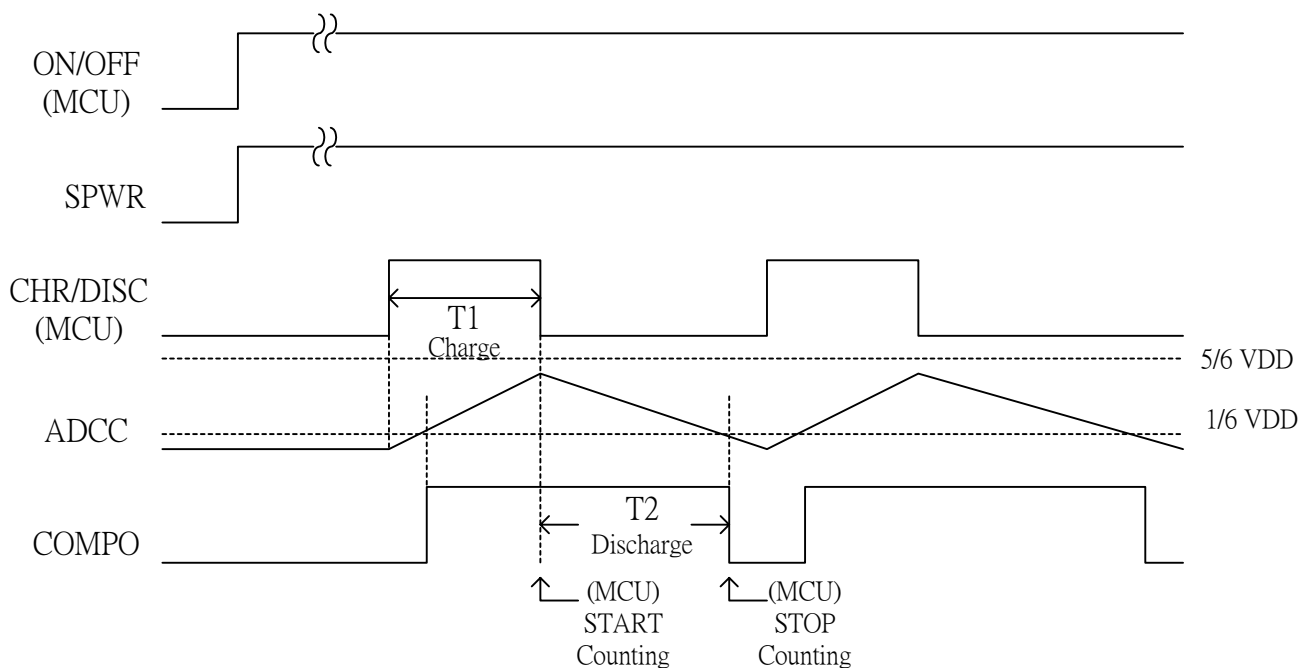 ON/OFF
(MCU)
SPWR
CHR/DISC
(MCU)
T1
Charge
5/6 VDD
ADCC
1/6 VDD
COMPO
T2
Discharge
(MCU)
START
Counting
(MCU)
STOP
Counting